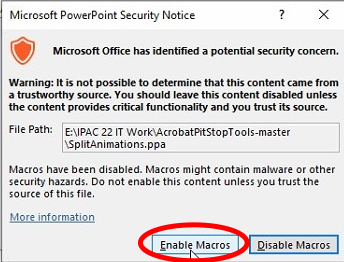 Microsoft PowerPoint Security Notice
Microsoft Office has identified a potential security concern.
Warning: It is not possible to determine that this content came from
a trustworthy source. You should leave this content disabled unless
the content provides critical functionality and you trust its source.
File Path:
E:\IPAC 22 IT Work\AcrobatPitStopTools-master
\SplitAnimations.ppa
Macros have been disabled. Macros might contain malware or other
security hazards. Do not enable this content unless you trust the
source of this file.
More information
Enable Macros
Disable Macros